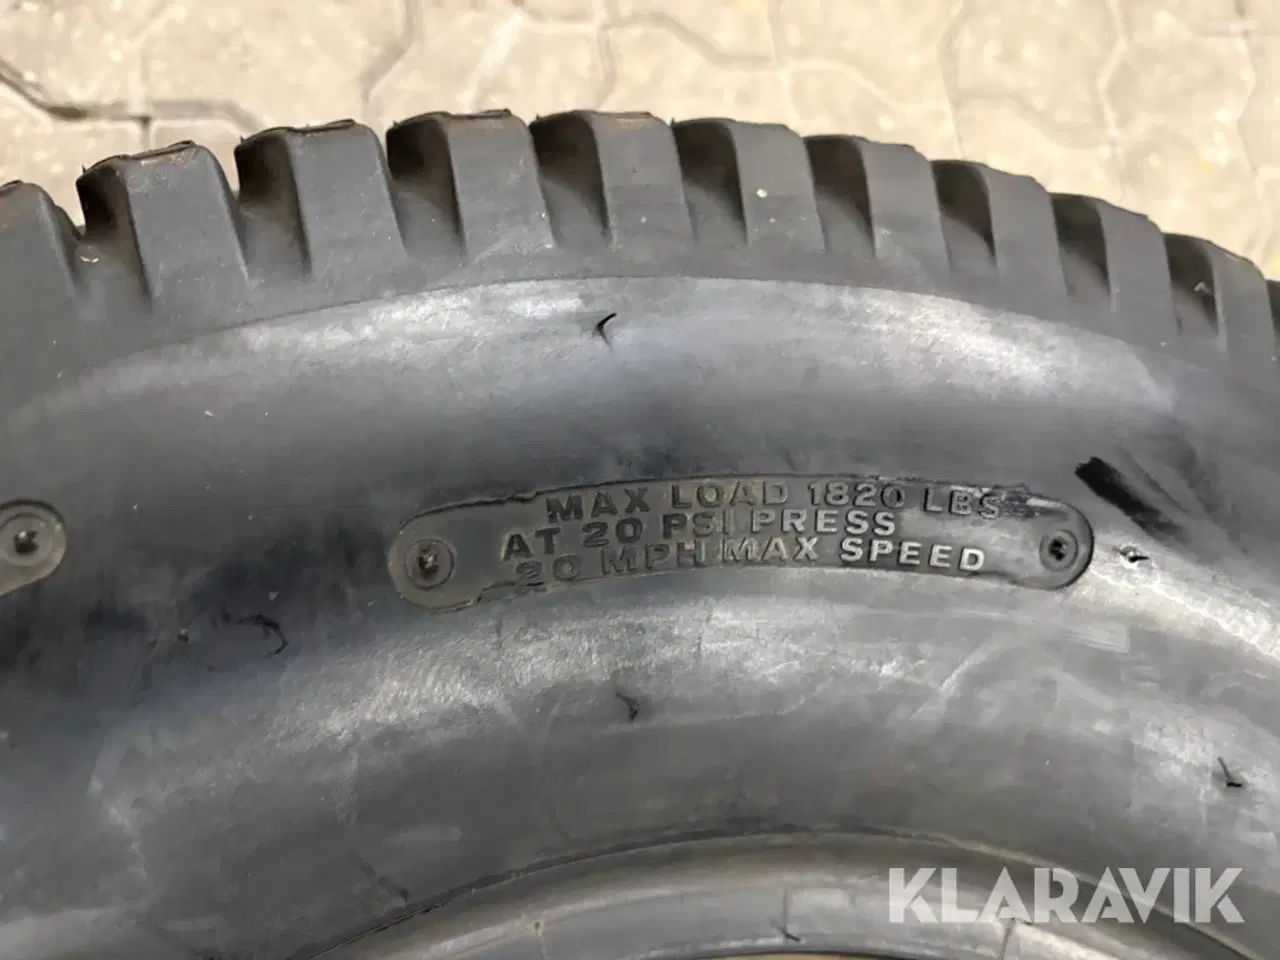 MAX LOAD 1820 LBS
AT 20 PSI PRESS
20 MPH MAX SPEED
KLARAVIK